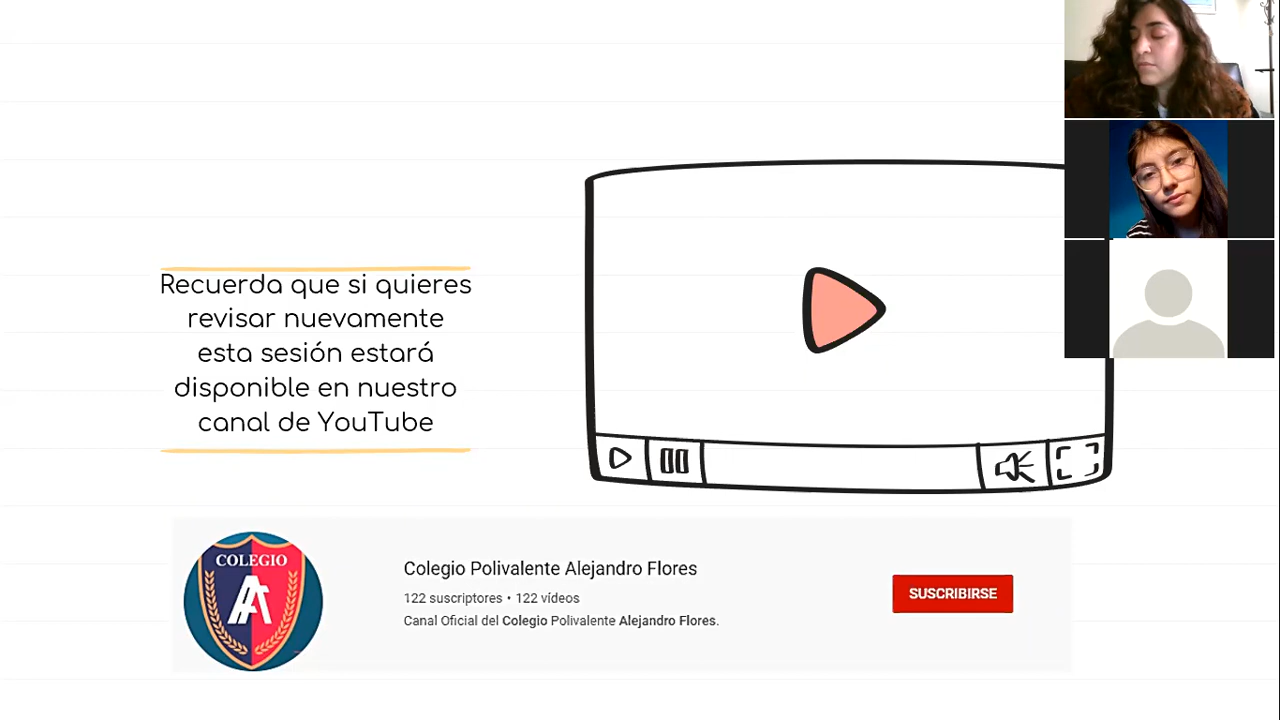 Recuerda que si quieres
revisar nuevamente
esta sesión estará
disponible en nuestro
canal de YouTube
COLEGIO
Colegio Polivalente Alejandro Flores
122 suscriptores • 122 vídeos
Canal Oficial del Colegio Polivalente Alejandro Flores.
SUSCRIBIRSE